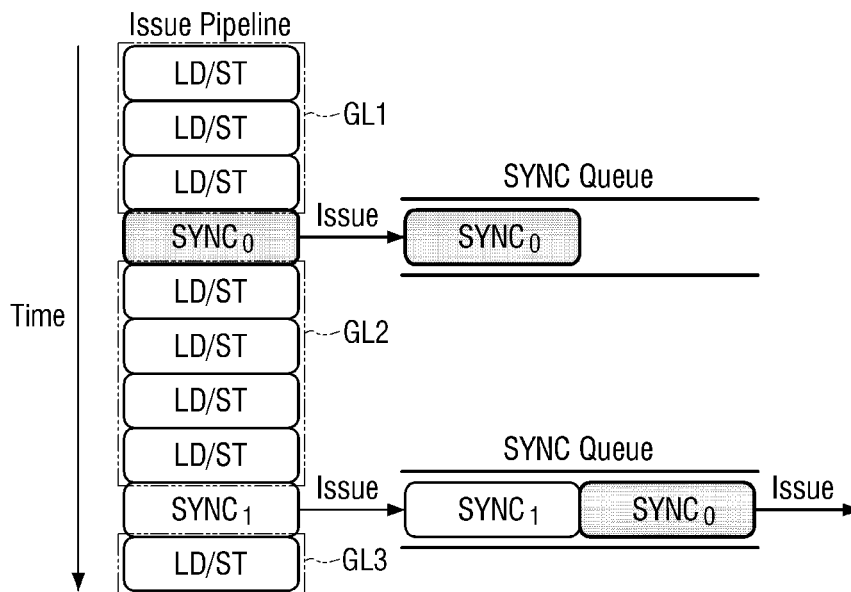 Issue Pipeline
LD/ST
LD/ST
GL1
LD/ST
SYNC Queue
SYNC0
Issue
SYNC0
LD/ST
Time
LD/ST
GL2
LD/ST
LD/ST
SYNC Queue
SYNC1
Issue
SYNC1
SYNC0
Issue
LD/ST
GL3